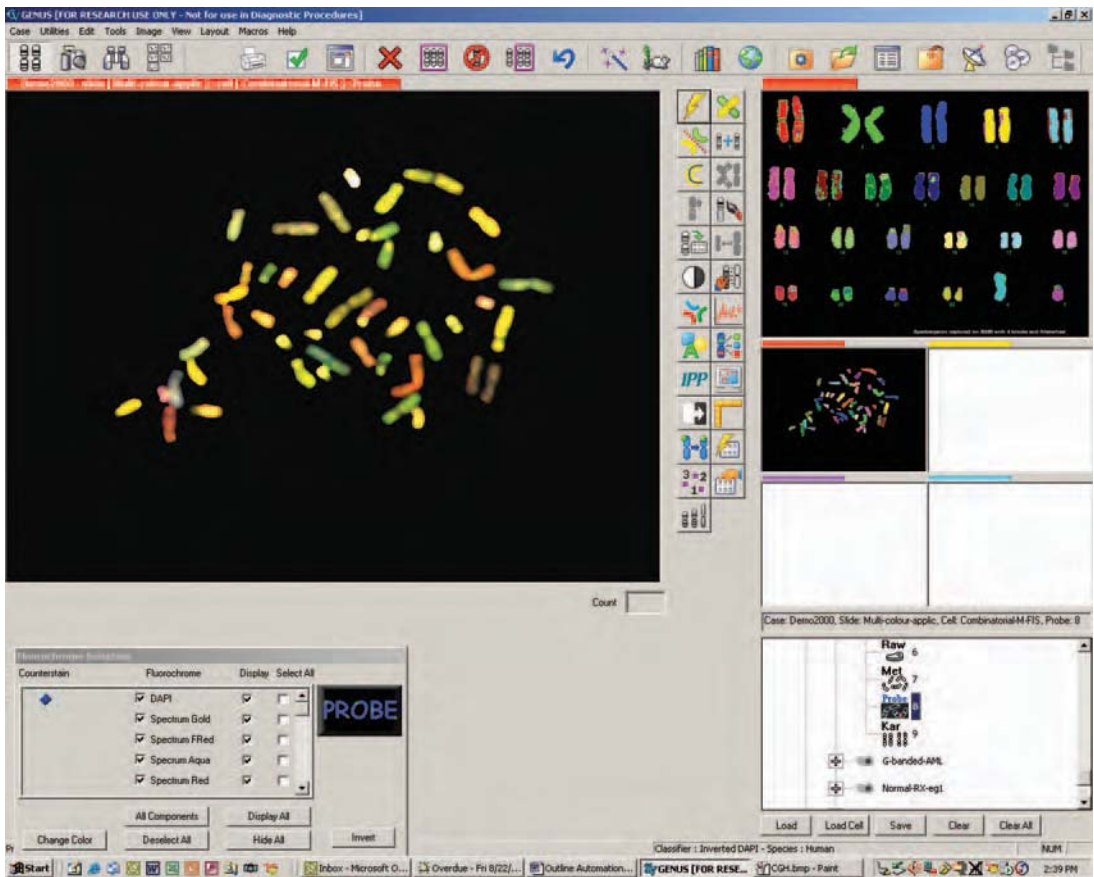 GENUS [FOR RESEARCH USE ONLY - Not for use in Diagnostic Procedures]
Case Utilities Edit Tools Image View Layout Macros Help
IPP
3 2
1
Count
Case: Demo2000, Slide: Multi-colour-applic, Cell: Combinatorial-M-FIS, Probe: 8
Raw 6
Met 7
Probe 8
Kar 9
G-banded-AML
Normal-RX-eg1
Load Load Cell Save Clear Clear All
Counterstain Fluorochrome Display Select All
DAPI
Spectrum Gold
Spectrum FRed
Specrum Aqua
Spectrum Red
PROBE
All Components Display All
Change Color Deselect All Hide All Invert
Classifier : Inverted DAPI - Species : Human NUM
Start Inbox - Microsoft O... Overdue - Fri 8/22/... Outline Automation... GENUS [FOR RESE... CGH.bmp - Paint 2:39 PM